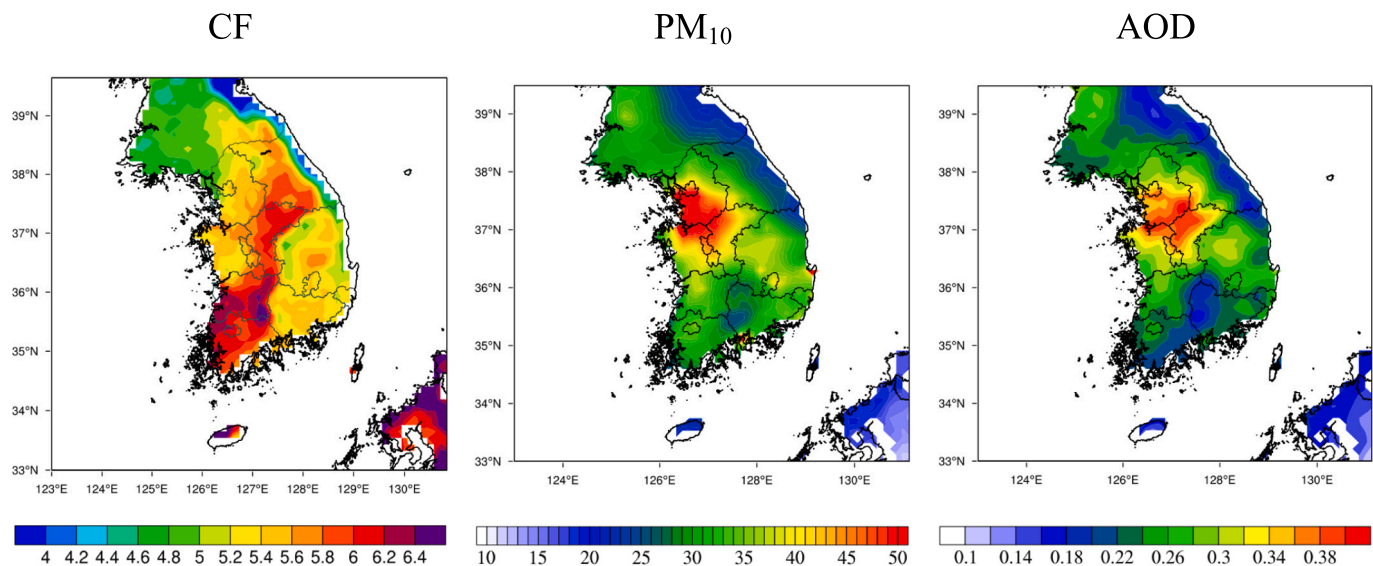 CF PM₁₀ AOD
39°N
38°N
37°N
36°N
35°N
34°N
33°N
123°E 124°E 125°E 126°E 127°E 128°E 129°E 130°E
39°N
38°N
37°N
36°N
35°N
34°N
33°N
124°E 126°E 128°E 130°E
39°N
38°N
37°N
36°N
35°N
34°N
33°N
124°E 126°E 128°E 130°E
4 4.2 4.4 4.6 4.8 5 5.2 5.4 5.6 5.8 6 6.2 6.4
10 15 20 25 30 35 40 45 50
0.1 0.14 0.18 0.22 0.26 0.3 0.34 0.38